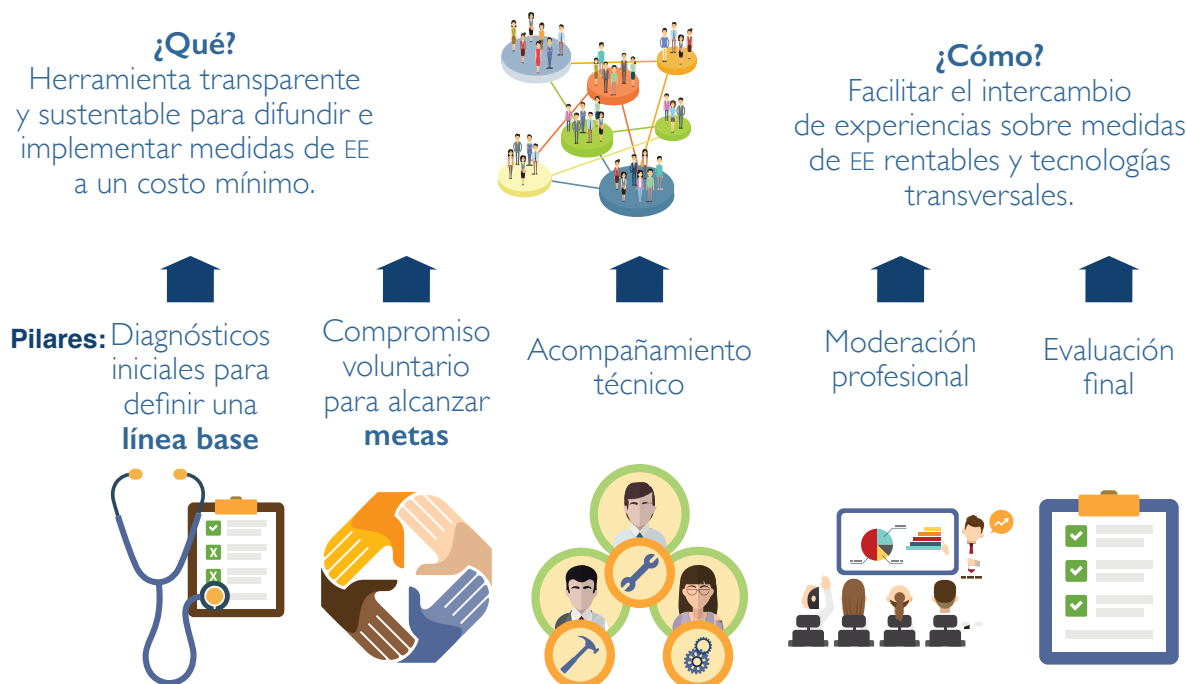 ¿Qué?
Herramienta transparente
y sustentable para difundir e
implementar medidas de EE
a un costo mínimo.
¿Cómo?
Facilitar el intercambio
de experiencias sobre medidas
de EE rentables y tecnologías
transversales.
Pilares:
Diagnósticos
iniciales para
definir una
línea base
Compromiso
voluntario
para alcanzar
metas
Acompañamiento
técnico
Moderación
profesional
Evaluación
final